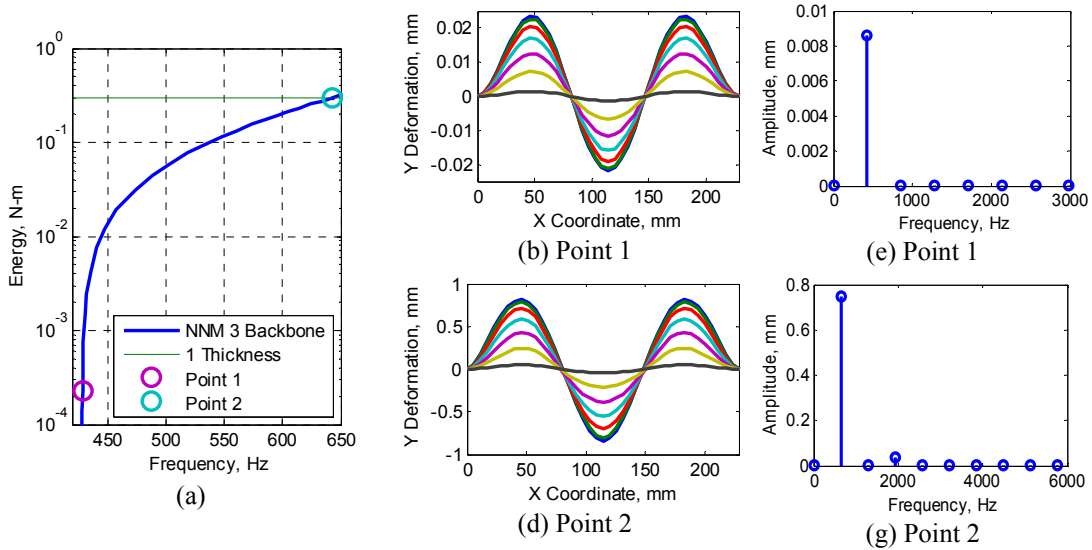 10^0
10^-1
10^-2
10^-3
10^-4
Energy, N-m
450 500 550 600 650
Frequency, Hz
NNM 3 Backbone
1 Thickness
Point 1
Point 2
(a)
0.02
0.01
0
-0.01
-0.02
Y Deformation, mm
0 50 100 150 200
X Coordinate, mm
(b) Point 1
0.01
0.008
0.006
0.004
0.002
0
Amplitude, mm
0 1000 2000 3000
Frequency, Hz
(e) Point 1
1
0.5
0
-0.5
-1
Y Deformation, mm
0 50 100 150 200
X Coordinate, mm
(d) Point 2
0.8
0.6
0.4
0.2
0
Amplitude, mm
0 2000 4000 6000
Frequency, Hz
(g) Point 2